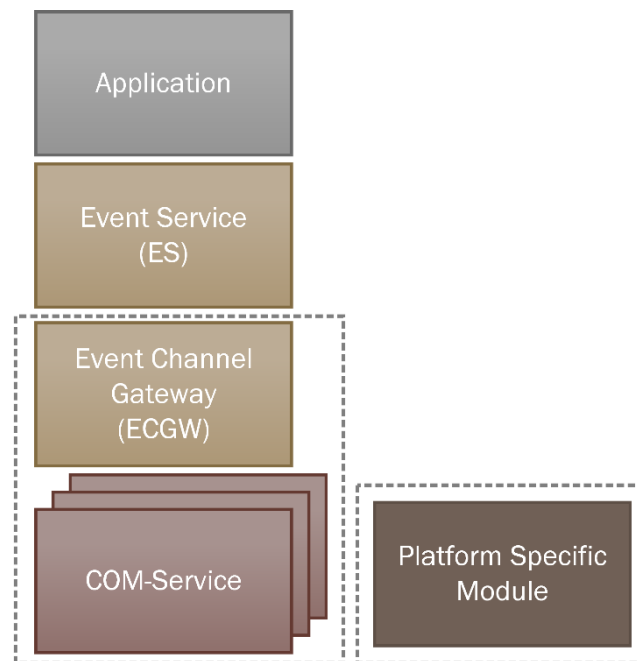 Application
Event Service
(ES)
Event Channel
Gateway
(ECGW)
COM-Service
Platform Specific
Module